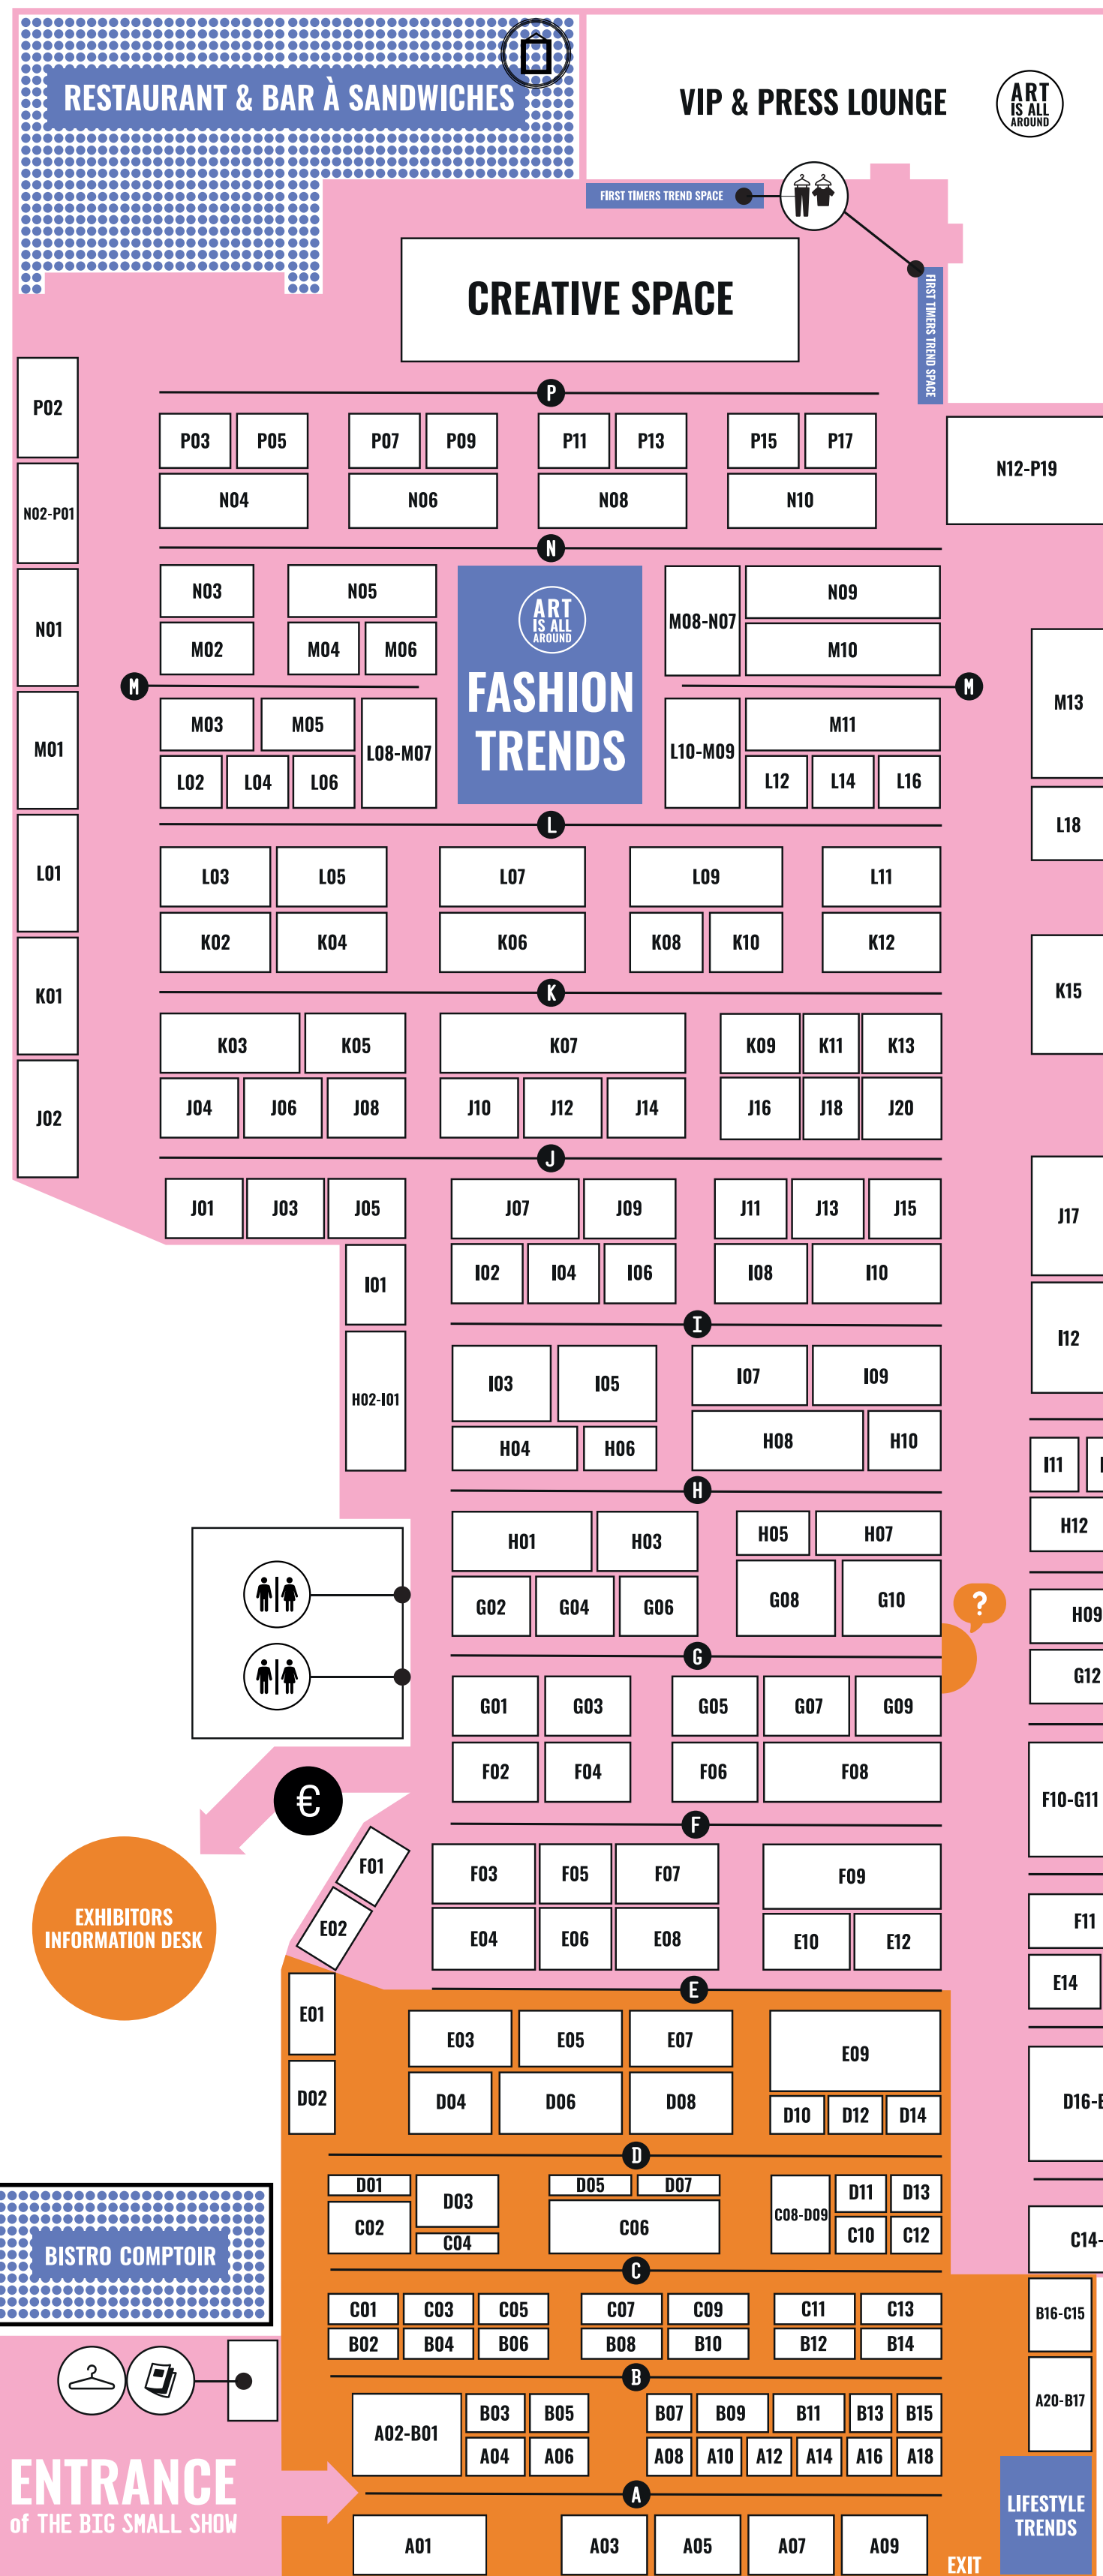 RESTAURANT & BAR À SANDWICHES
VIP & PRESS LOUNGE
ART
IS ALL
AROUND
FIRST TIMERS TREND SPACE
FIRST TIMERS TREND SPACE
CREATIVE SPACE
P
P02
P03 P05 P07 P09 P11 P13 P15 P17
N12-P19
N02-P01
N04 N06 N08 N10
N
N01
N03 N05
ART
IS ALL
AROUND
M08-N07
N09
M02 M04 M06
M10
FASHION
TRENDS
M
M
M01
M03 M05
L08-M07
L10-M09
M11
M13
L02 L04 L06
L12 L14 L16
L
L18
L01
L03 L05 L07 L09 L11
K02 K04 K06 K08 K10 K12
K
K01
K15
K03 K05 K07 K09 K11 K13
J02
J04 J06 J08 J10 J12 J14 J16 J18 J20
J
J01 J03 J05 J07 J09 J11 J13 J15
J17
I01
I02 I04 I06 I08 I10
I
I12
H02-I01
I03 I05 I07 I09
H04 H06 H08 H10
I11
H
H12
H01 H03 H05 H07
G02 G04 G06 G08 G10
?
H09
G
G12
G01 G03 G05 G07 G09
F02 F04 F06 F08
F10-G11
€
F
F01
F03 F05 F07 F09
F11
EXHIBITORS
INFORMATION DESK
E02
E04 E06 E08 E10 E12
E14
E
E01
E03 E05 E07 E09
D02
D04 D06 D08 D10 D12 D14
D16-E
D
D01 D03 D05 D07
C08-D09
D11 D13
C02 C04 C06 C10 C12
C14-
BISTRO COMPTOIR
C
C01 C03 C05 C07 C09 C11 C13
B16-C15
B02 B04 B06 B08 B10 B12 B14
B
A02-B01
B03 B05 B07 B09 B11 B13 B15
A20-B17
A04 A06 A08 A10 A12 A14 A16 A18
ENTRANCE
of THE BIG SMALL SHOW
A
LIFESTYLE
TRENDS
A01 A03 A05 A07 A09
EXIT